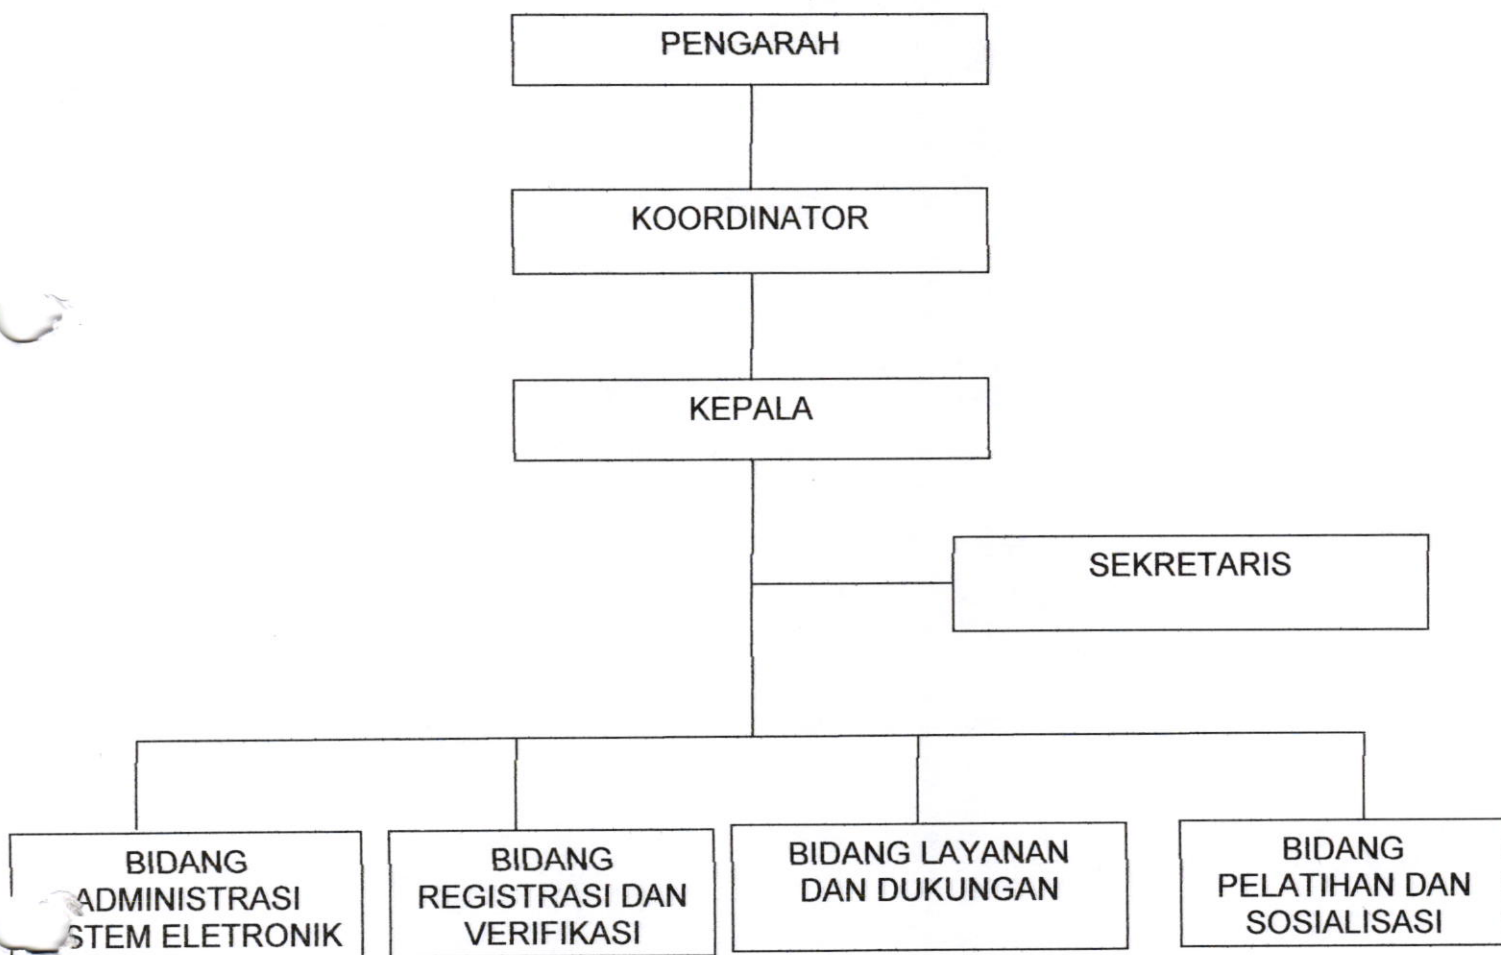 PENGARAH
KOORDINATOR
KEPALA
SEKRETARIS
BIDANG
ADMINISTRASI
ELETRONIK
BIDANG
REGISTRASI DAN
VERIFIKASI
BIDANG LAYANAN
DAN DUKUNGAN
BIDANG
PELATIHAN DAN
SOSIALISASI